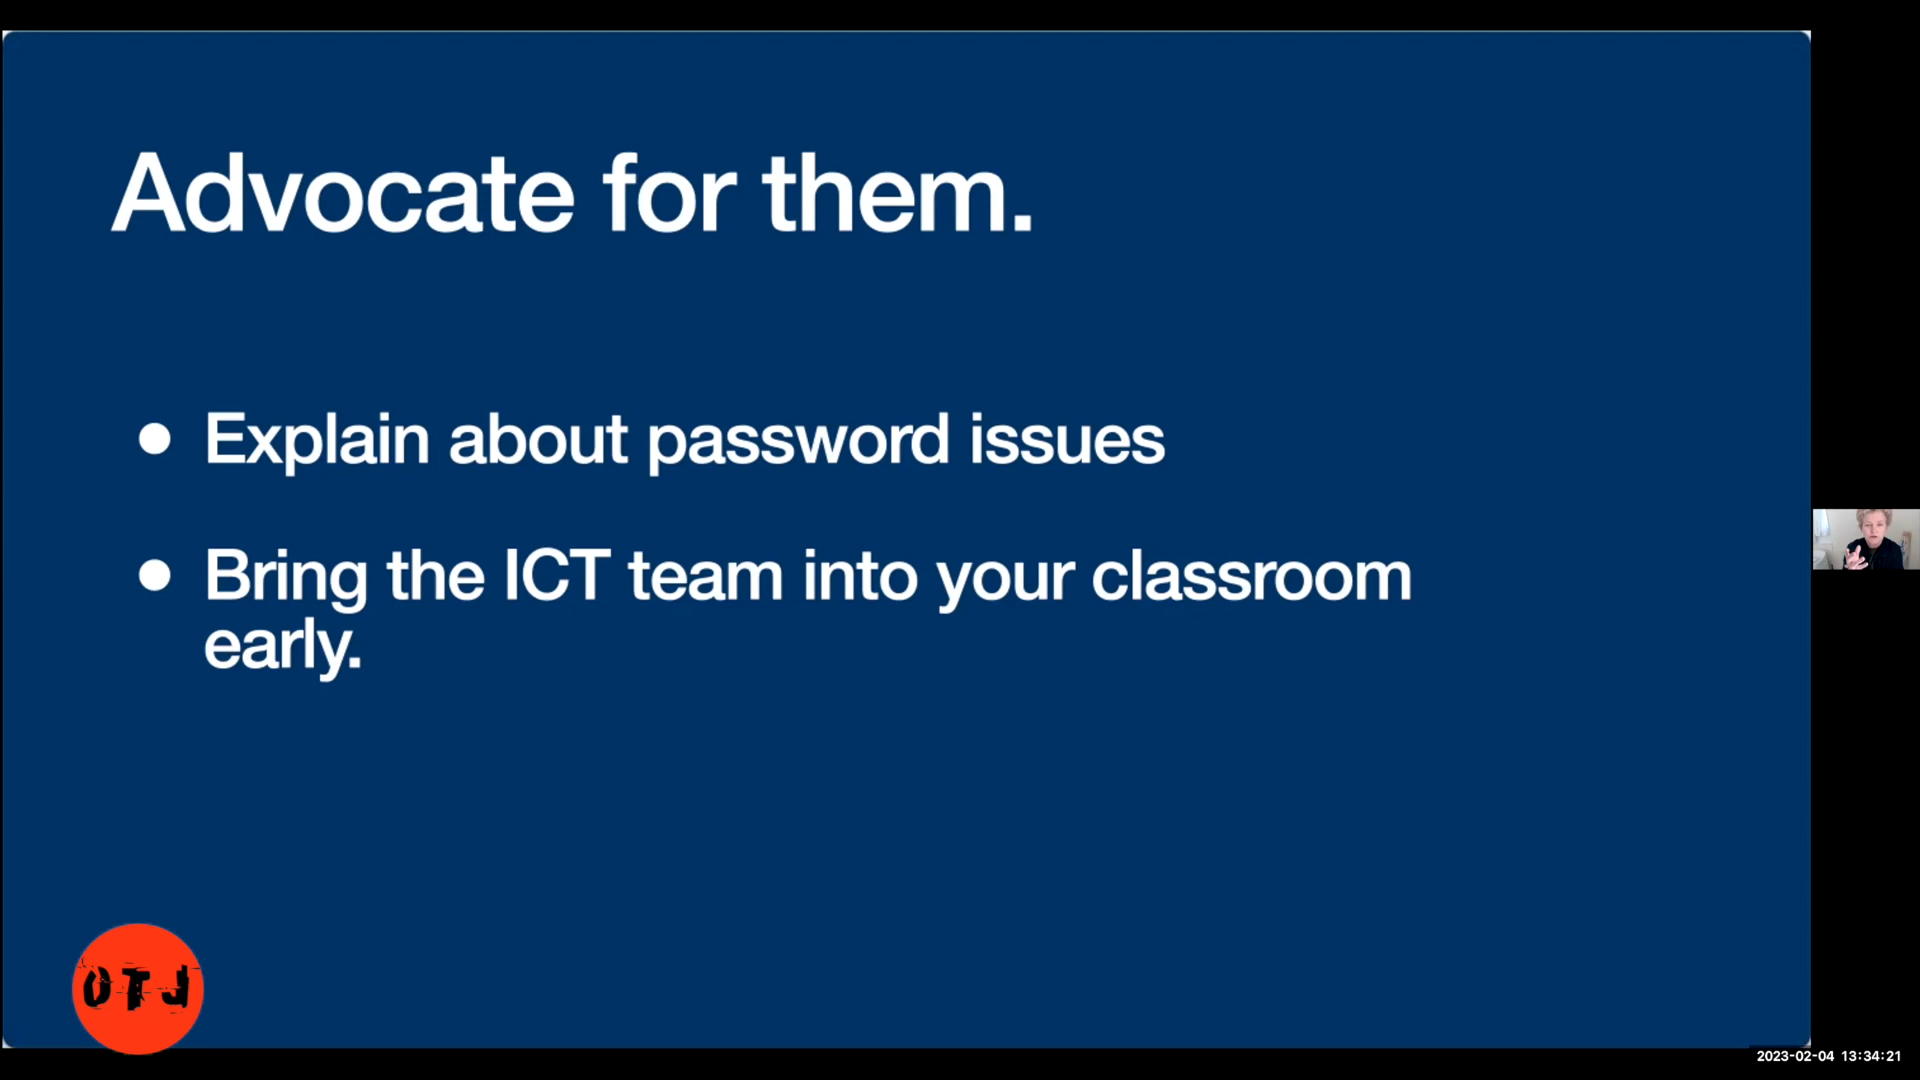 Advocate for them.
● Explain about password issues
● Bring the ICT team into your classroom
early.
OTJ
2023-02-04 13:34:21